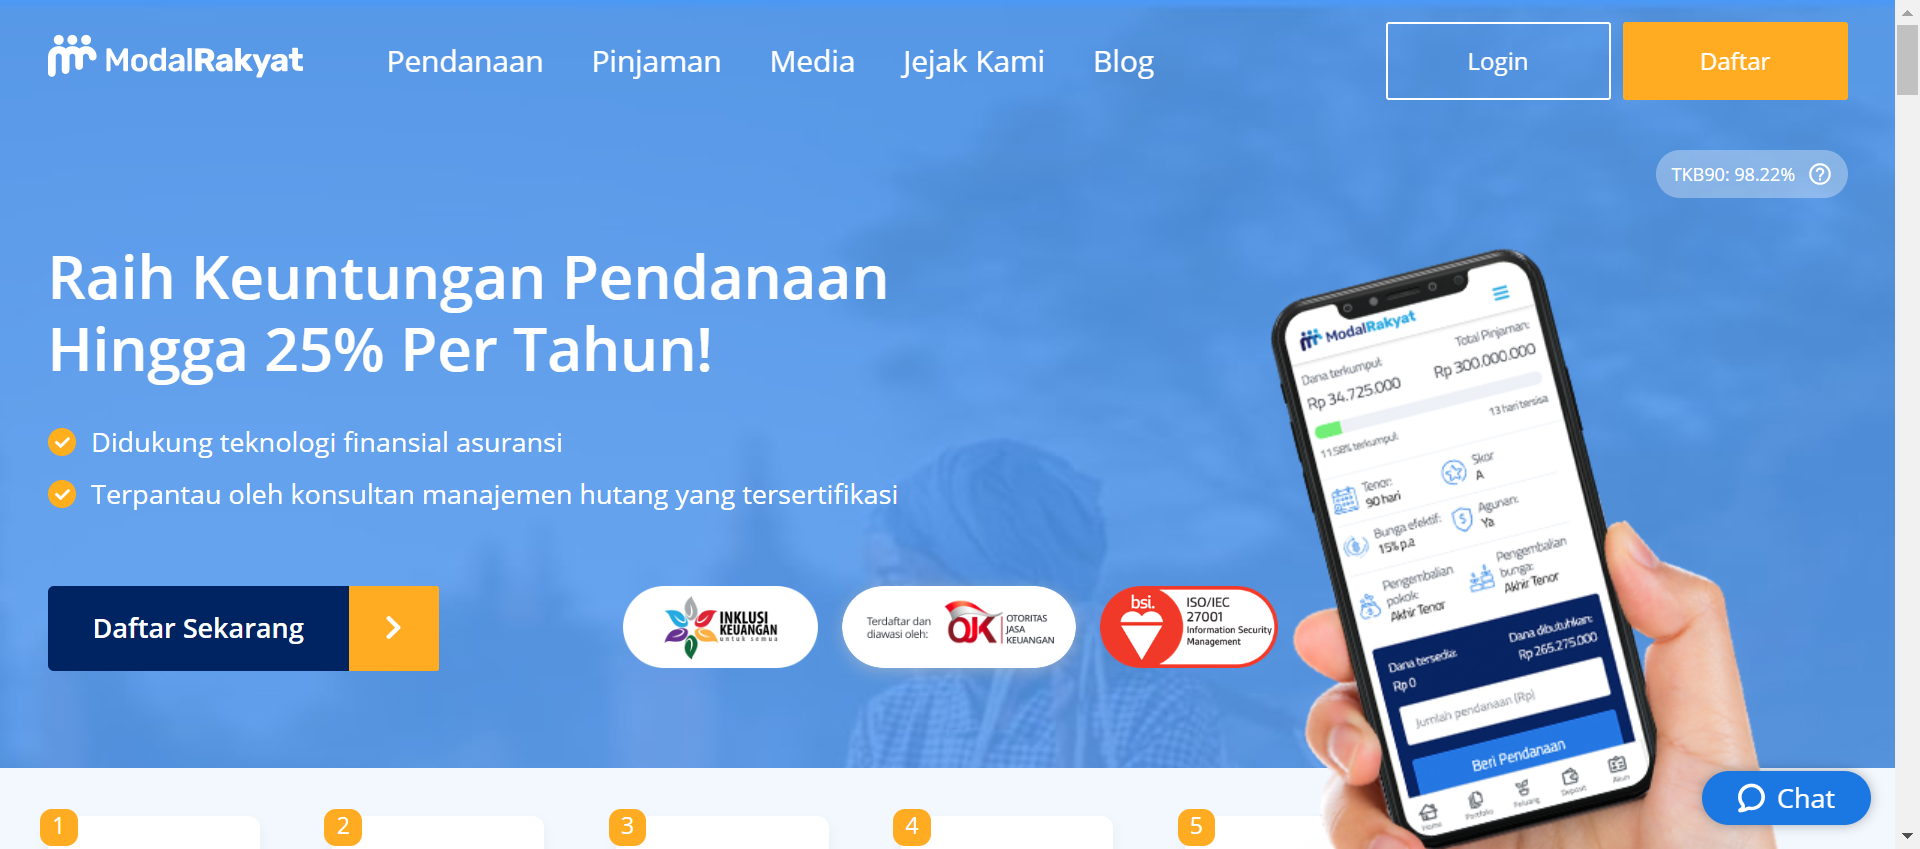 ModalRakyat
Pendanaan
Pinjaman
Media
Jejak Kami
Blog
Login
Daftar
TKB90: 98.22%
Raih Keuntungan Pendanaan
Hingga 25% Per Tahun!
Didukung teknologi finansial asuransi
Terpantau oleh konsultan manajemen hutang yang tersertifikasi
Daftar Sekarang
INKLUSI
KEUANGAN
untuk semua
Terdaftar dan
diawasi oleh:
OJK
OTORITAS
JASA
KEUANGAN
bsi.
ISO/IEC
27001
Information Security
Management
ModalRakyat
Dana terkumpul:
Rp 34.725.000
Total Pinjaman:
Rp 300.000.000
13 hari tersisa
11.58% terkumpul
Tenor:
90 hari
Skor
A
Bunga efektif:
15% p.a
Agunan:
Ya
Pengembalian
pokok:
Akhir Tenor
Pengembalian
bunga:
Akhir Tenor
Dana tersedia:
Rp 0
Dana dibutuhkan:
Rp 265.275.000
Jumlah pendanaan (Rp)
Beri Pendanaan
Home
Portfolio
Peluang
Deposit
Akun
Chat
1
2
3
4
5